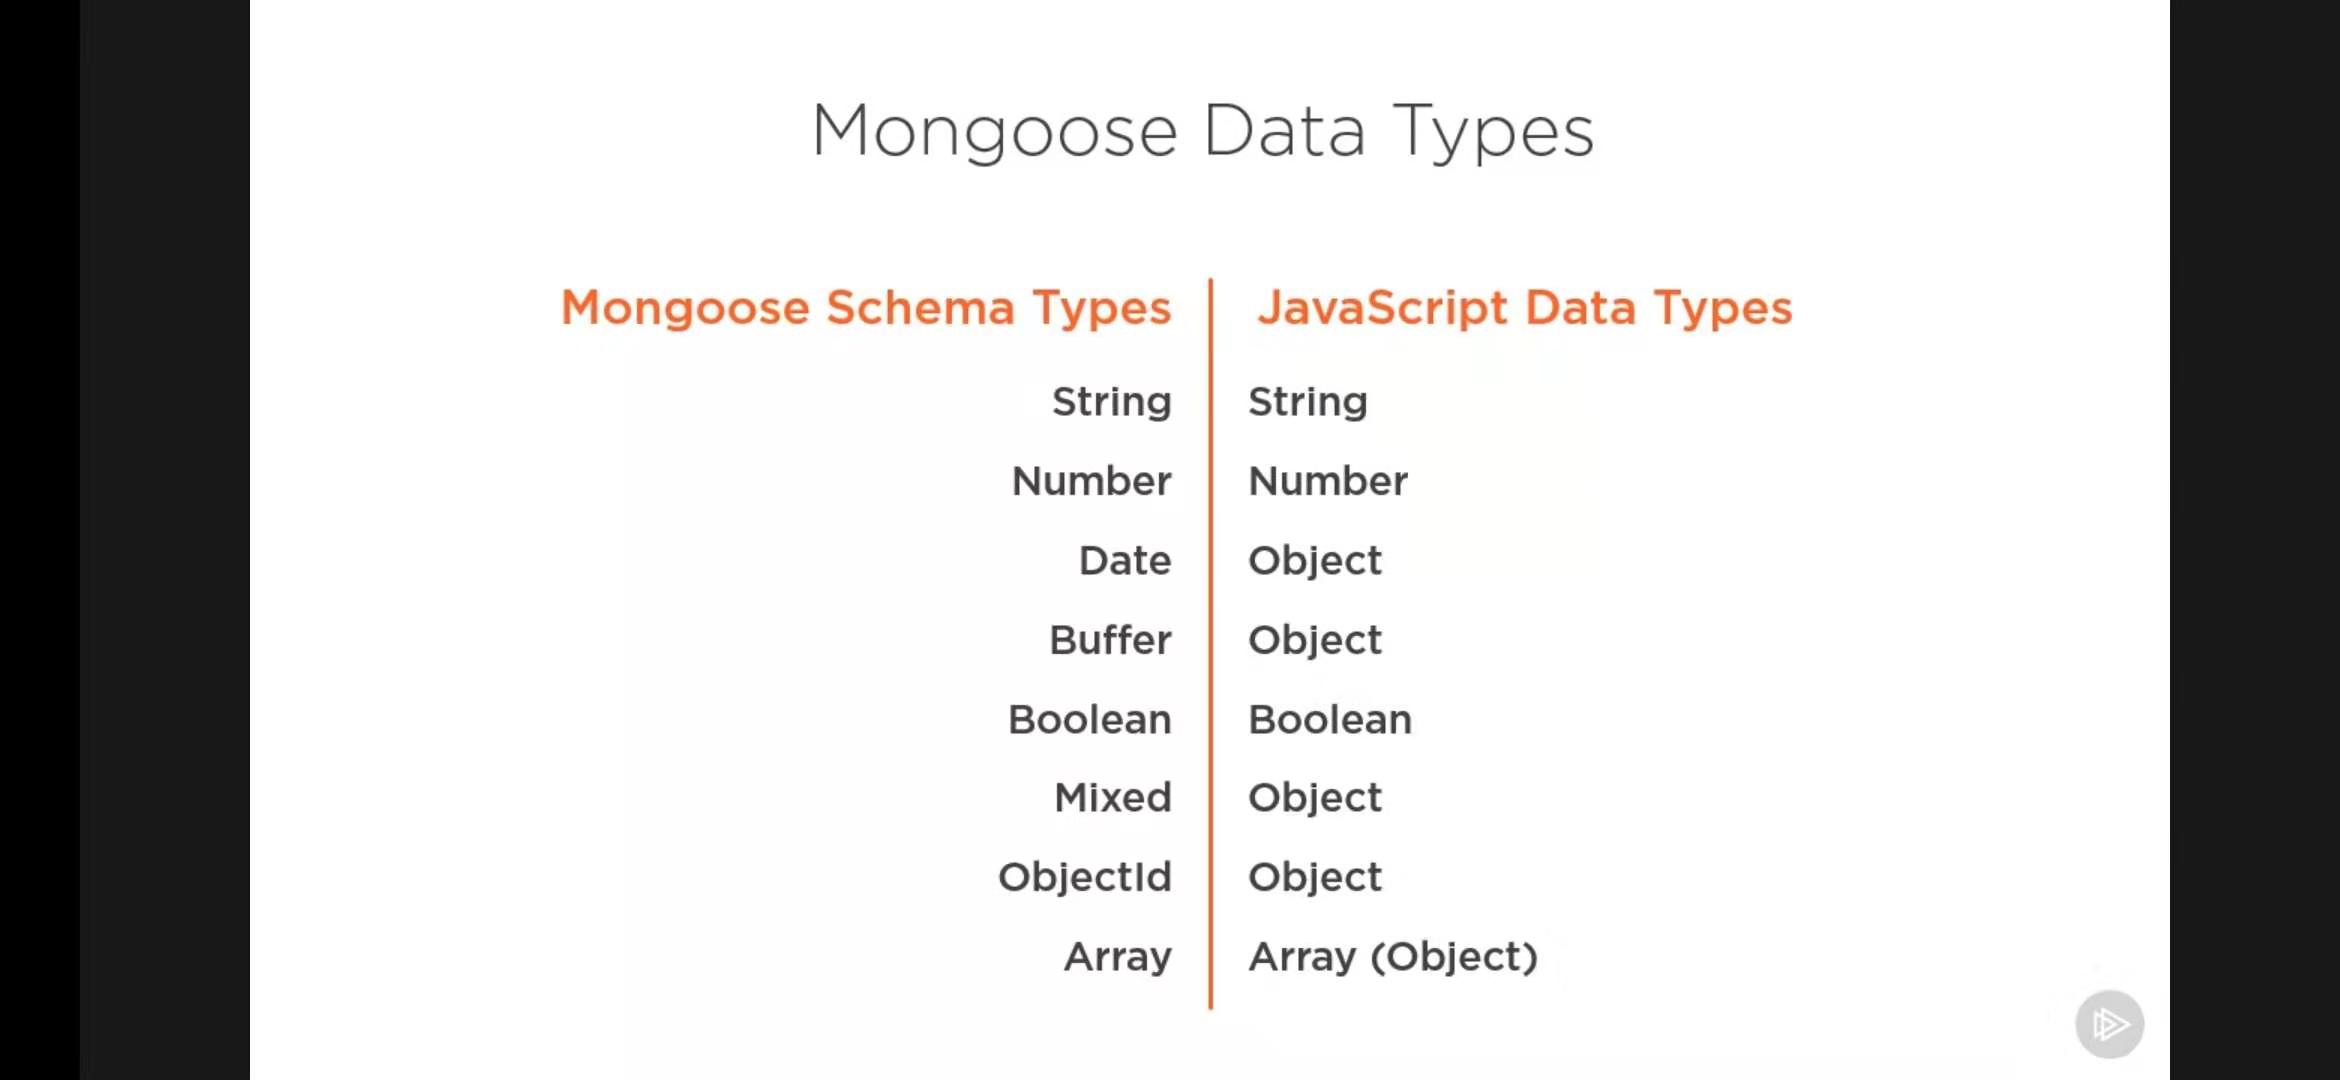 Mongoose Data Types
Mongoose Schema Types JavaScript Data Types
String String
Number Number
Date Object
Buffer Object
Boolean Boolean
Mixed Object
ObjectId Object
Array Array (Object)